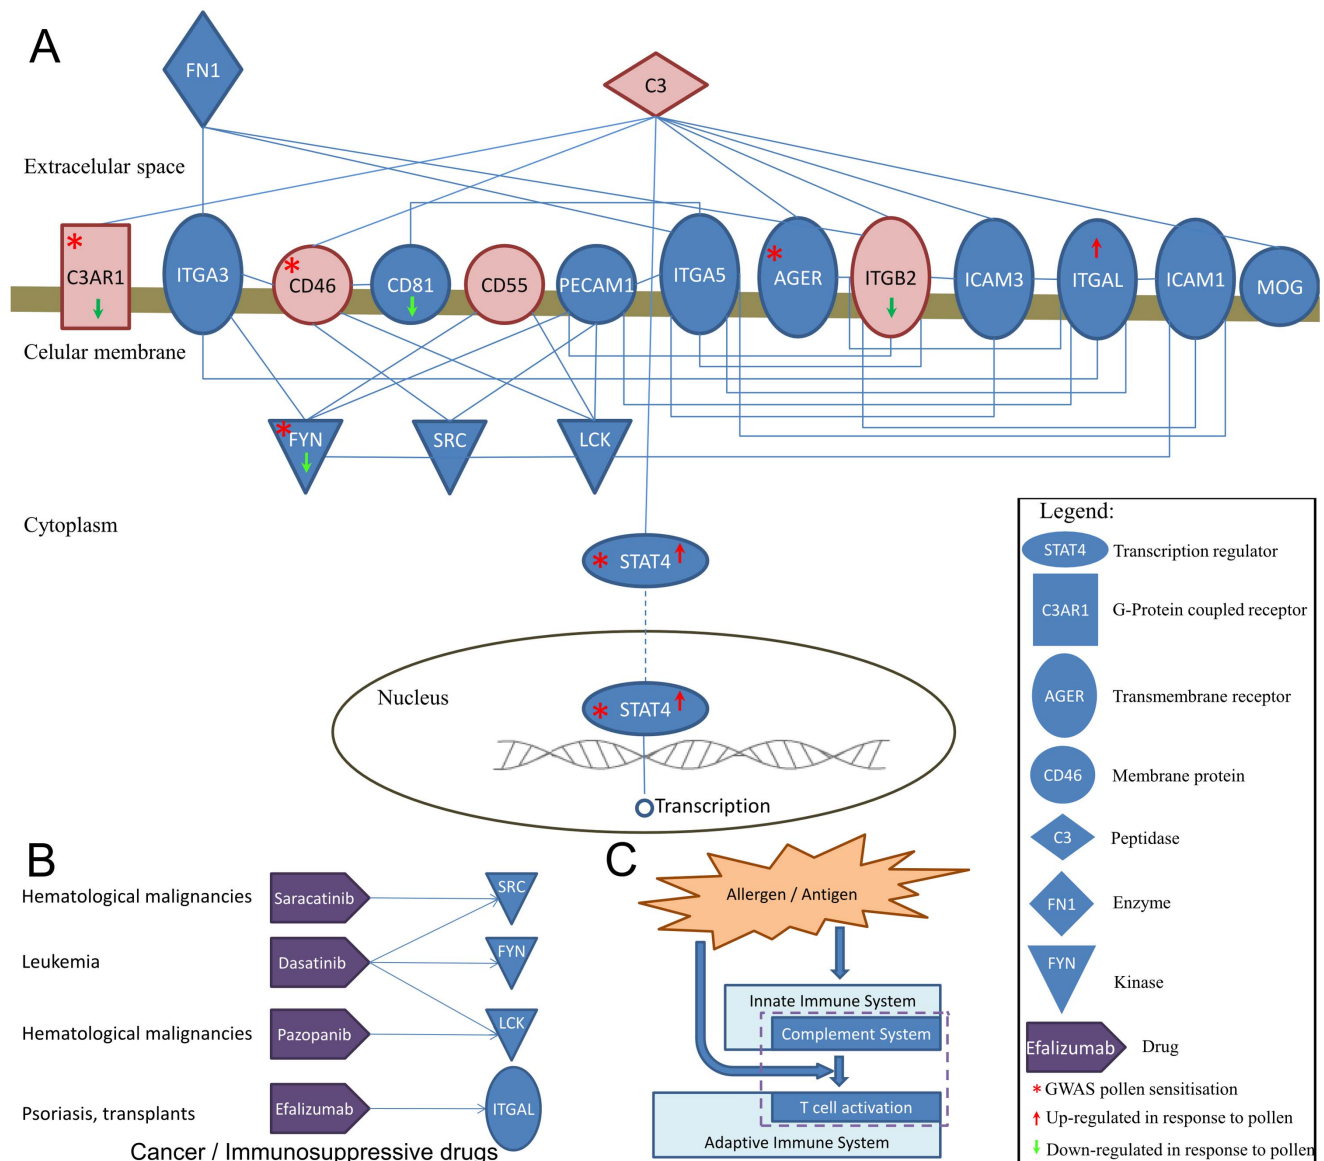 A
FN1
C3
Extracelular space
* C3AR1
ITGA3
* CD46
CD81
CD55
PECAM1
ITGA5
* AGER
ITGB2
ICAM3
ITGAL
ICAM1
MOG
Celular membrane
* FYN
SRC
LCK
Cytoplasm
* STAT4
Nucleus
* STAT4
Transcription
Legend:
STAT4 Transcription regulator
C3AR1 G-Protein coupled receptor
AGER Transmembrane receptor
CD46 Membrane protein
C3 Peptidase
FN1 Enzyme
FYN Kinase
Efalizumab Drug
* GWAS pollen sensitisation
Up-regulated in response to pollen
Down-regulated in response to pollen
B
Hematological malignancies Saracatinib SRC
Leukemia Dasatinib FYN
Hematological malignancies Pazopanib LCK
Psoriasis, transplants Efalizumab ITGAL
Cancer / Immunosuppressive drugs
C
Allergen / Antigen
Innate Immune System
Complement System
T cell activation
Adaptive Immune System